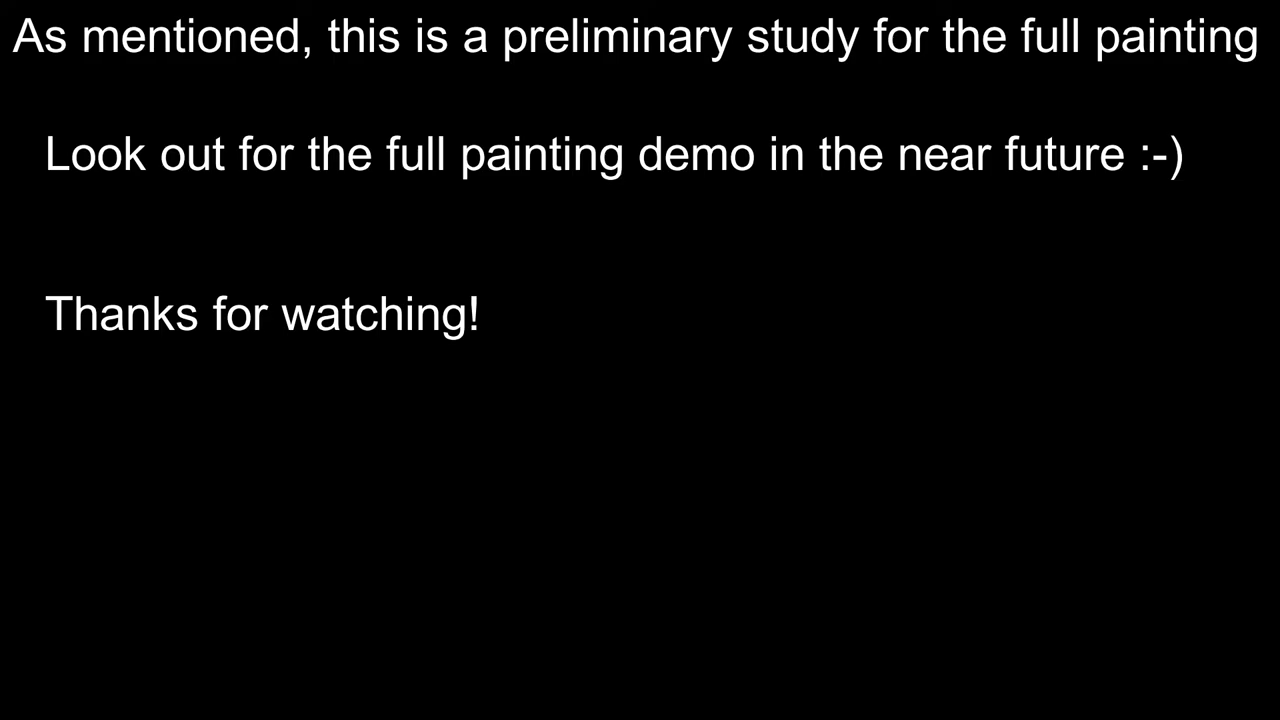 As mentioned, this is a preliminary study for the full painting
Look out for the full painting demo in the near future :-)
Thanks for watching!